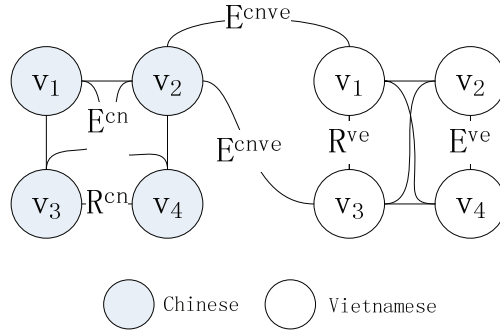 E^cnve
v₁ v₂ v₁ v₂
E^cn E^cnve R^ve E^ve
v₃ R^cn v₄ v₃ v₄
Chinese Vietnamese